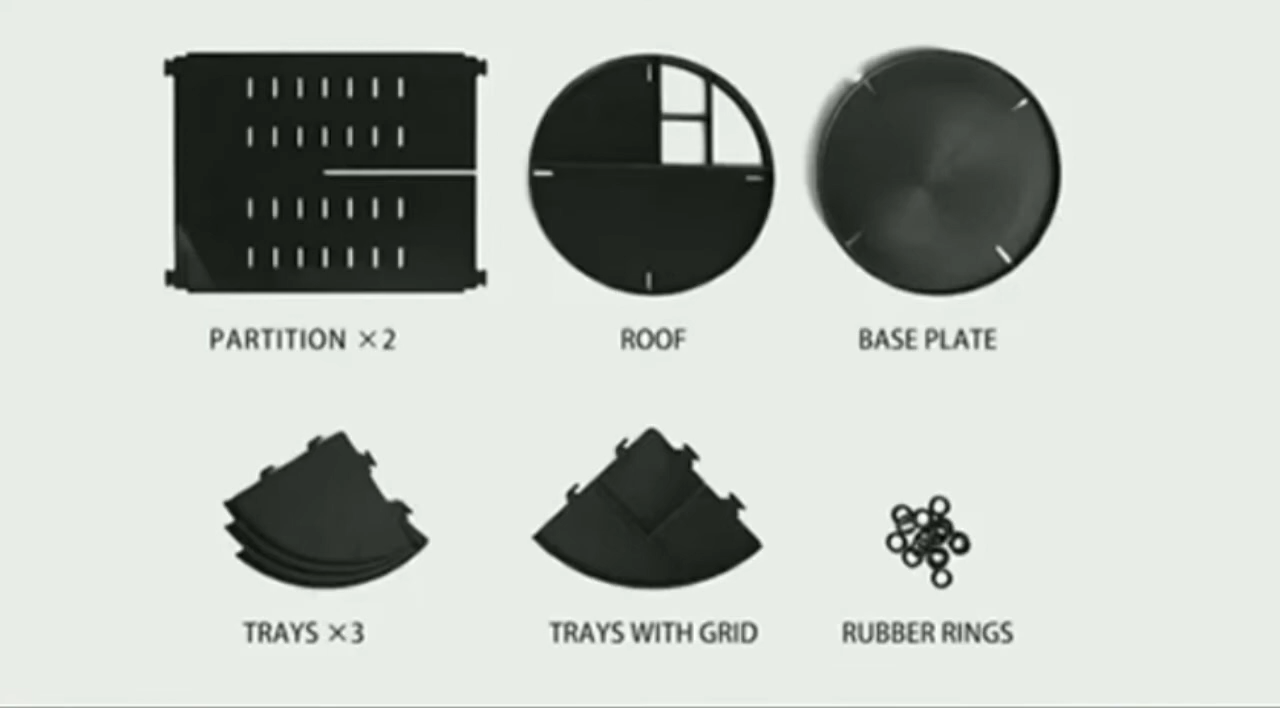 PARTITION ×2
ROOF
BASE PLATE
TRAYS ×3
TRAYS WITH GRID
RUBBER RINGS